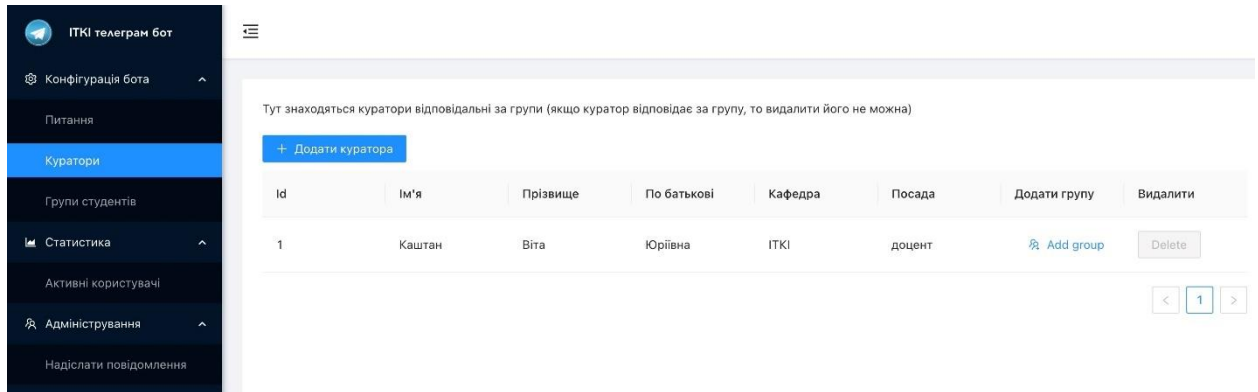 ІТКІ телеграм бот
Конфігурація бота
Питання
Куратори
Групи студентів
Статистика
Активні користувачі
Адміністрування
Надіслати повідомлення
Тут знаходяться куратори відповідальні за групи (якщо куратор відповідає за групу, то видалити його не можна)
+ Додати куратора
Id Ім'я Прізвище По батькові Кафедра Посада Додати групу Видалити
1 Каштан Віта Юріївна ІТКІ доцент Add group Delete
< 1 >